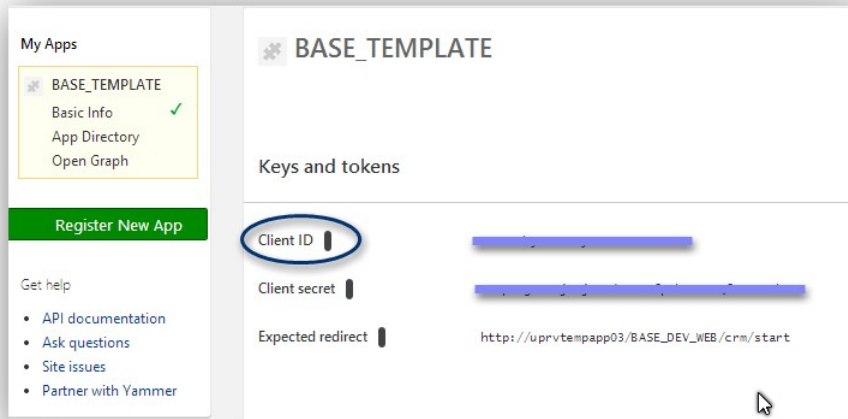 My Apps
BASE_TEMPLATE
Basic Info
App Directory
Open Graph
Register New App
Get help
API documentation
Ask questions
Site issues
Partner with Yammer
BASE_TEMPLATE
Keys and tokens
Client ID
Client secret
Expected redirect http://uprvtempapp03/BASE_DEV_WEB/crm/start